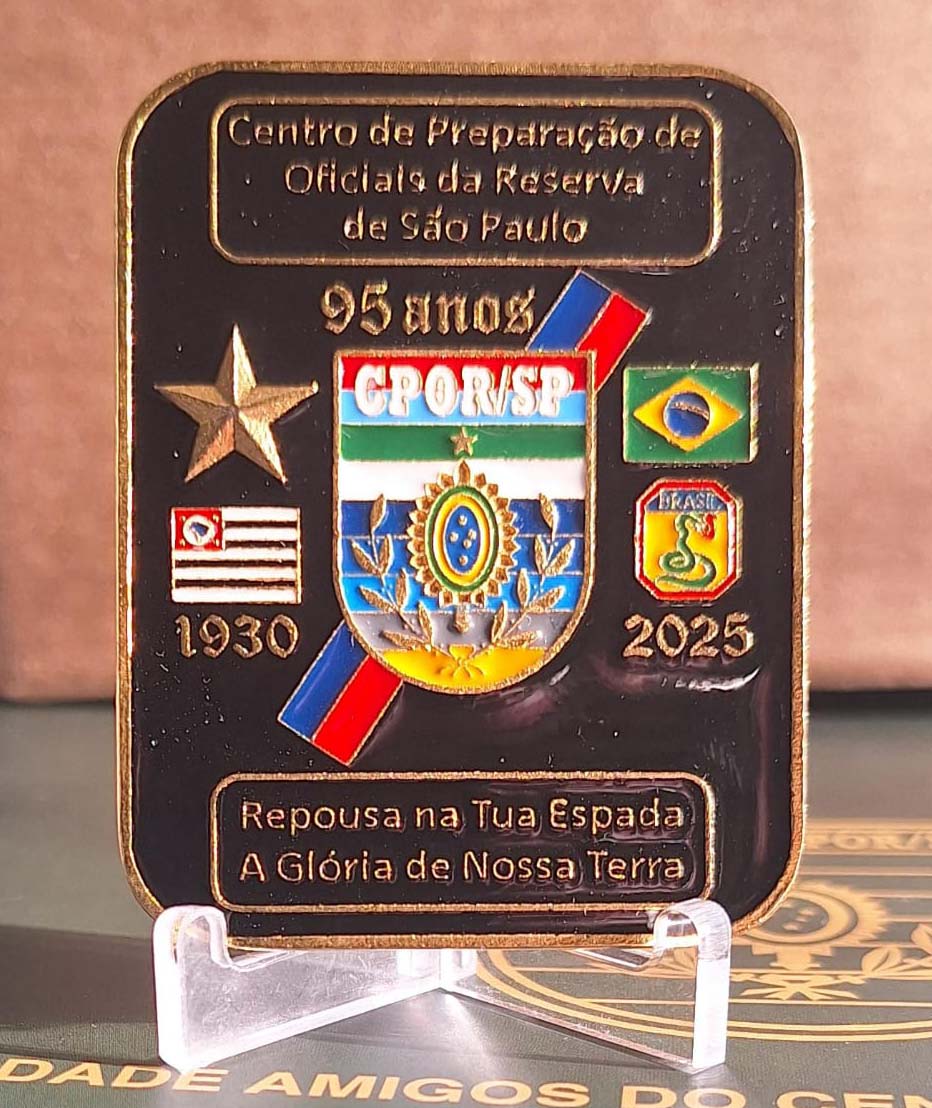 Centro de Preparação de
Oficiais da Reserva
de São Paulo
95 anos
CPOR/SP
BRASIL
1930
2025
Repousa na Tua Espada
A Glória de Nossa Terra
DADE AMIGOS DO CEN